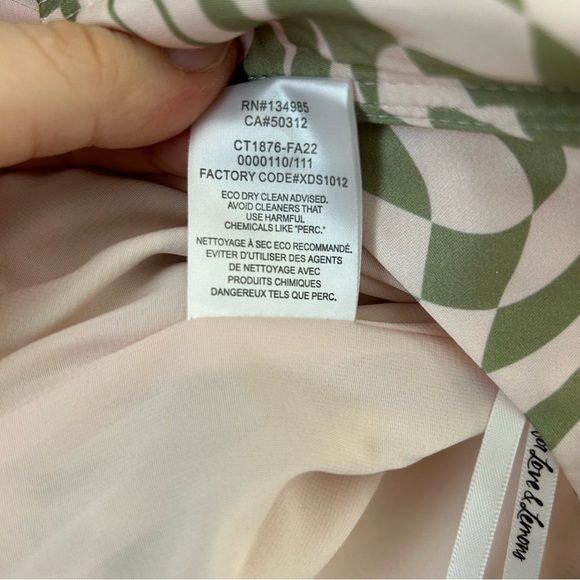 RN#134985
CA#50312
CT1876-FA22
0000110/111
FACTORY CODE#XDS1012
ECO DRY CLEAN ADVISED.
AVOID CLEANERS THAT
USE HARMFUL
CHEMICALS LIKE "PERC."
NETTOYAGE À SEC ECO RECOMMANDÉ.
EVITER D'UTILISER DES AGENTS
DE NETTOYAGE AVEC
PRODUITS CHIMIQUES
DANGEREUX TELS QUE PERC.
Love & Lemons